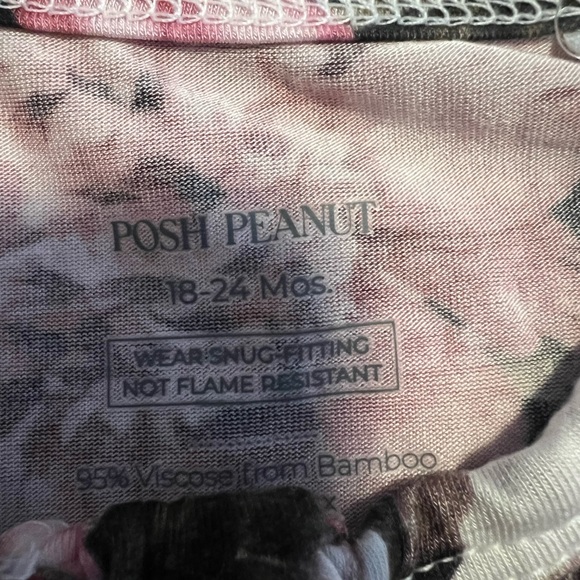 POSH PEANUT
18-24 Mos.
WEAR SNUG-FITTING
NOT FLAME RESISTANT
95% Viscose from Bamboo
x